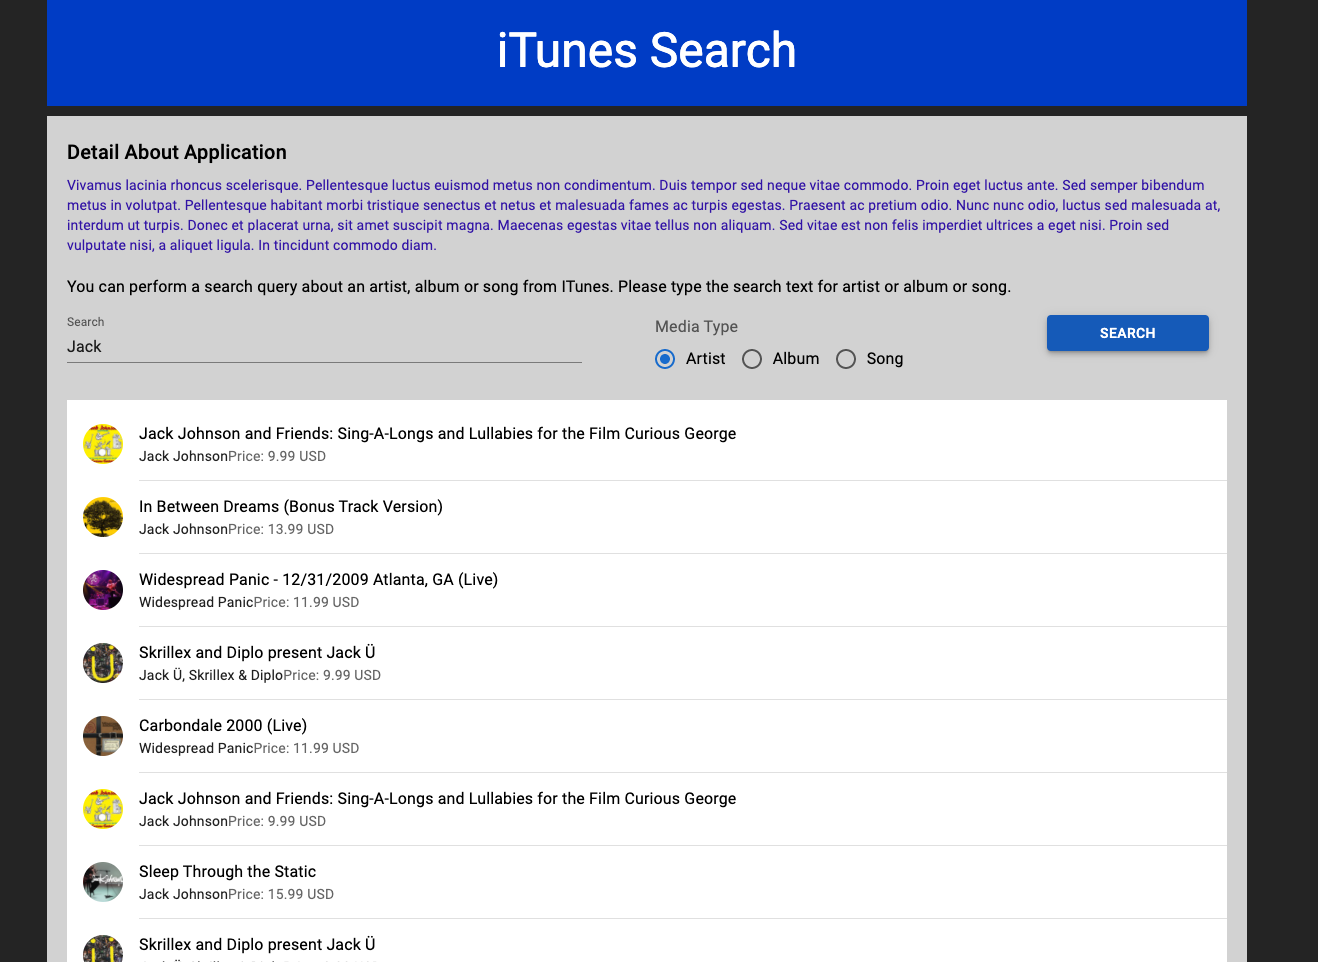 iTunes Search
Detail About Application
Vivamus lacinia rhoncus scelerisque. Pellentesque luctus euismod metus non condimentum. Duis tempor sed neque vitae commodo. Proin eget luctus ante. Sed semper bibendum
metus in volutpat. Pellentesque habitant morbi tristique senectus et netus et malesuada fames ac turpis egestas. Praesent ac pretium odio. Nunc nunc odio, luctus sed malesuada at,
interdum ut turpis. Donec et placerat urna, sit amet suscipit magna. Maecenas egestas vitae tellus non aliquam. Sed vitae est non felis imperdiet ultrices a eget nisi. Proin sed
vulputate nisi, a aliquet ligula. In tincidunt commodo diam.
You can perform a search query about an artist, album or song from ITunes. Please type the search text for artist or album or song.
Search
Jack
Media Type
Artist Album Song
SEARCH
Jack Johnson and Friends: Sing-A-Longs and Lullabies for the Film Curious George
Jack JohnsonPrice: 9.99 USD
In Between Dreams (Bonus Track Version)
Jack JohnsonPrice: 13.99 USD
Widespread Panic - 12/31/2009 Atlanta, GA (Live)
Widespread PanicPrice: 11.99 USD
Skrillex and Diplo present Jack Ü
Jack Ü, Skrillex & DiploPrice: 9.99 USD
Carbondale 2000 (Live)
Widespread PanicPrice: 11.99 USD
Jack Johnson and Friends: Sing-A-Longs and Lullabies for the Film Curious George
Jack JohnsonPrice: 9.99 USD
Sleep Through the Static
Jack JohnsonPrice: 15.99 USD
Skrillex and Diplo present Jack Ü